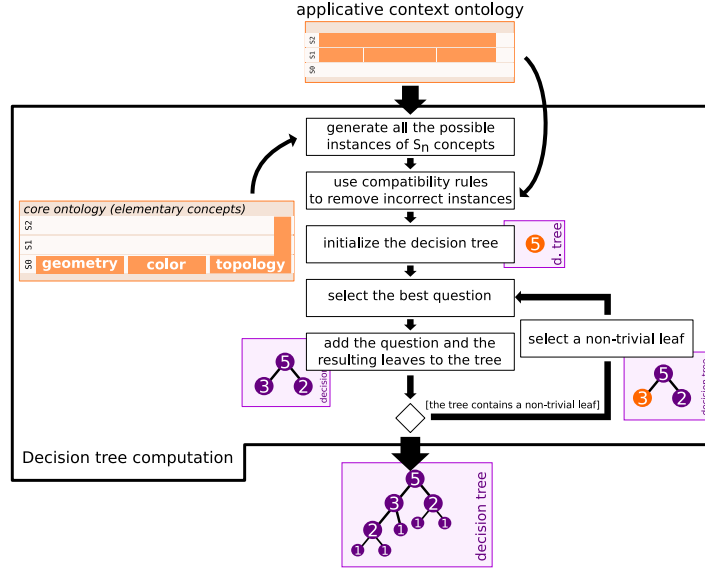 applicative context ontology
S2
S1
S0
generate all the possible
instances of Sn concepts
use compatibility rules
to remove incorrect instances
core ontology (elementary concepts)
S2
S1
S0
geometry
color
topology
initialize the decision tree
5
d. tree
select the best question
add the question and the
resulting leaves to the tree
select a non-trivial leaf
5
3
2
decision
5
3
2
decision tree
[the tree contains a non-trivial leaf]
Decision tree computation
5
3
2
2
1
1
1
1
1
decision tree